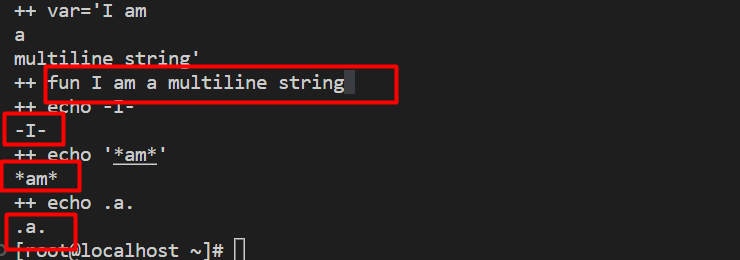 ++ var='I am
a
multiline string'
++ fun I am a multiline string
++ echo -I-
-I-
++ echo '*am*'
*am*
++ echo .a.
.a.
[root@localhost ~]#